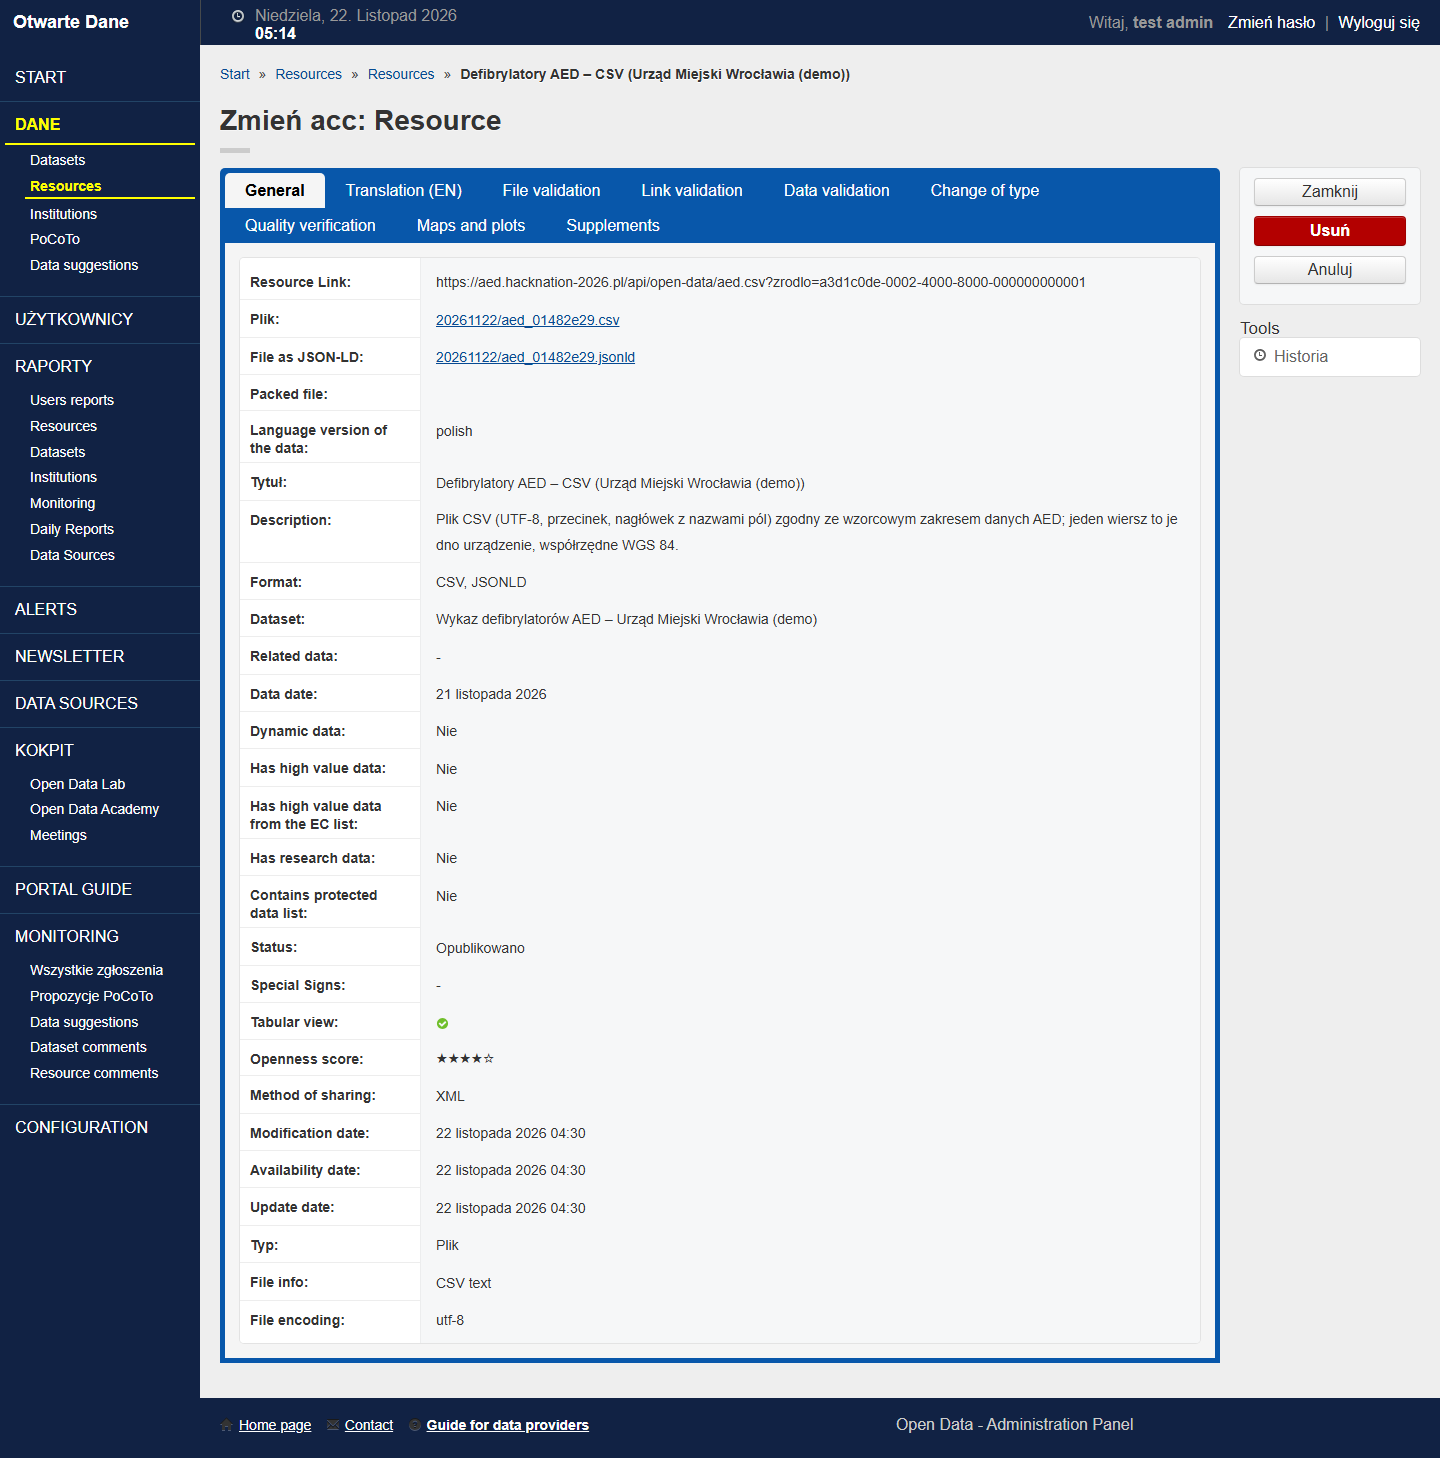 Otwarte Dane
Niedziela, 22. Listopad 2026
05:14
Witaj, test admin Zmień hasło | Wyloguj się
START
DANE
Datasets
Resources
Institutions
PoCoTo
Data suggestions
UŻYTKOWNICY
RAPORTY
Users reports
Resources
Datasets
Institutions
Monitoring
Daily Reports
Data Sources
ALERTS
NEWSLETTER
DATA SOURCES
KOKPIT
Open Data Lab
Open Data Academy
Meetings
PORTAL GUIDE
MONITORING
Wszystkie zgłoszenia
Propozycje PoCoTo
Data suggestions
Dataset comments
Resource comments
CONFIGURATION
Start » Resources » Resources » Defibrylatory AED – CSV (Urząd Miejski Wrocławia (demo))
Zmień acc: Resource
General Translation (EN) File validation Link validation Data validation Change of type
Quality verification Maps and plots Supplements
Resource Link: https://aed.hacknation-2026.pl/api/open-data/aed.csv?zrodlo=a3d1c0de-0002-4000-8000-000000000001
Plik: 20261122/aed_01482e29.csv
File as JSON-LD: 20261122/aed_01482e29.jsonld
Packed file:
Language version of
the data: polish
Tytuł: Defibrylatory AED – CSV (Urząd Miejski Wrocławia (demo))
Description: Plik CSV (UTF-8, przecinek, nagłówek z nazwami pól) zgodny ze wzorcowym zakresem danych AED; jeden wiersz to je
dno urządzenie, współrzędne WGS 84.
Format: CSV, JSONLD
Dataset: Wykaz defibrylatorów AED – Urząd Miejski Wrocławia (demo)
Related data: -
Data date: 21 listopada 2026
Dynamic data: Nie
Has high value data: Nie
Has high value data
from the EC list: Nie
Has research data: Nie
Contains protected
data list: Nie
Status: Opublikowano
Special Signs: -
Tabular view:
Openness score: ★★★★☆
Method of sharing: XML
Modification date: 22 listopada 2026 04:30
Availability date: 22 listopada 2026 04:30
Update date: 22 listopada 2026 04:30
Typ: Plik
File info: CSV text
File encoding: utf-8
Zamknij
Usuń
Anuluj
Tools
Historia
Home page Contact Guide for data providers
Open Data - Administration Panel